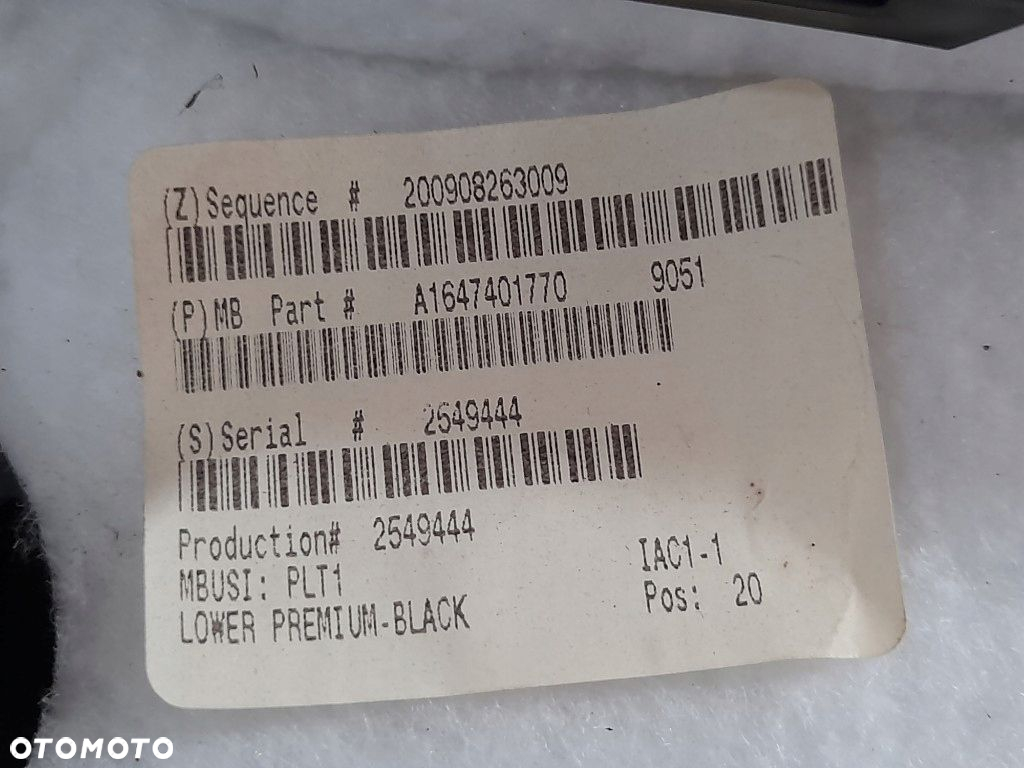 (Z)Sequence # 200908263009
(P)MB Part # A1647401770 9051
(S)Serial # 2549444
Production# 2549444
MBUSI: PLT1 IAC1-1
LOWER PREMIUM-BLACK Pos: 20
OTOMOTO